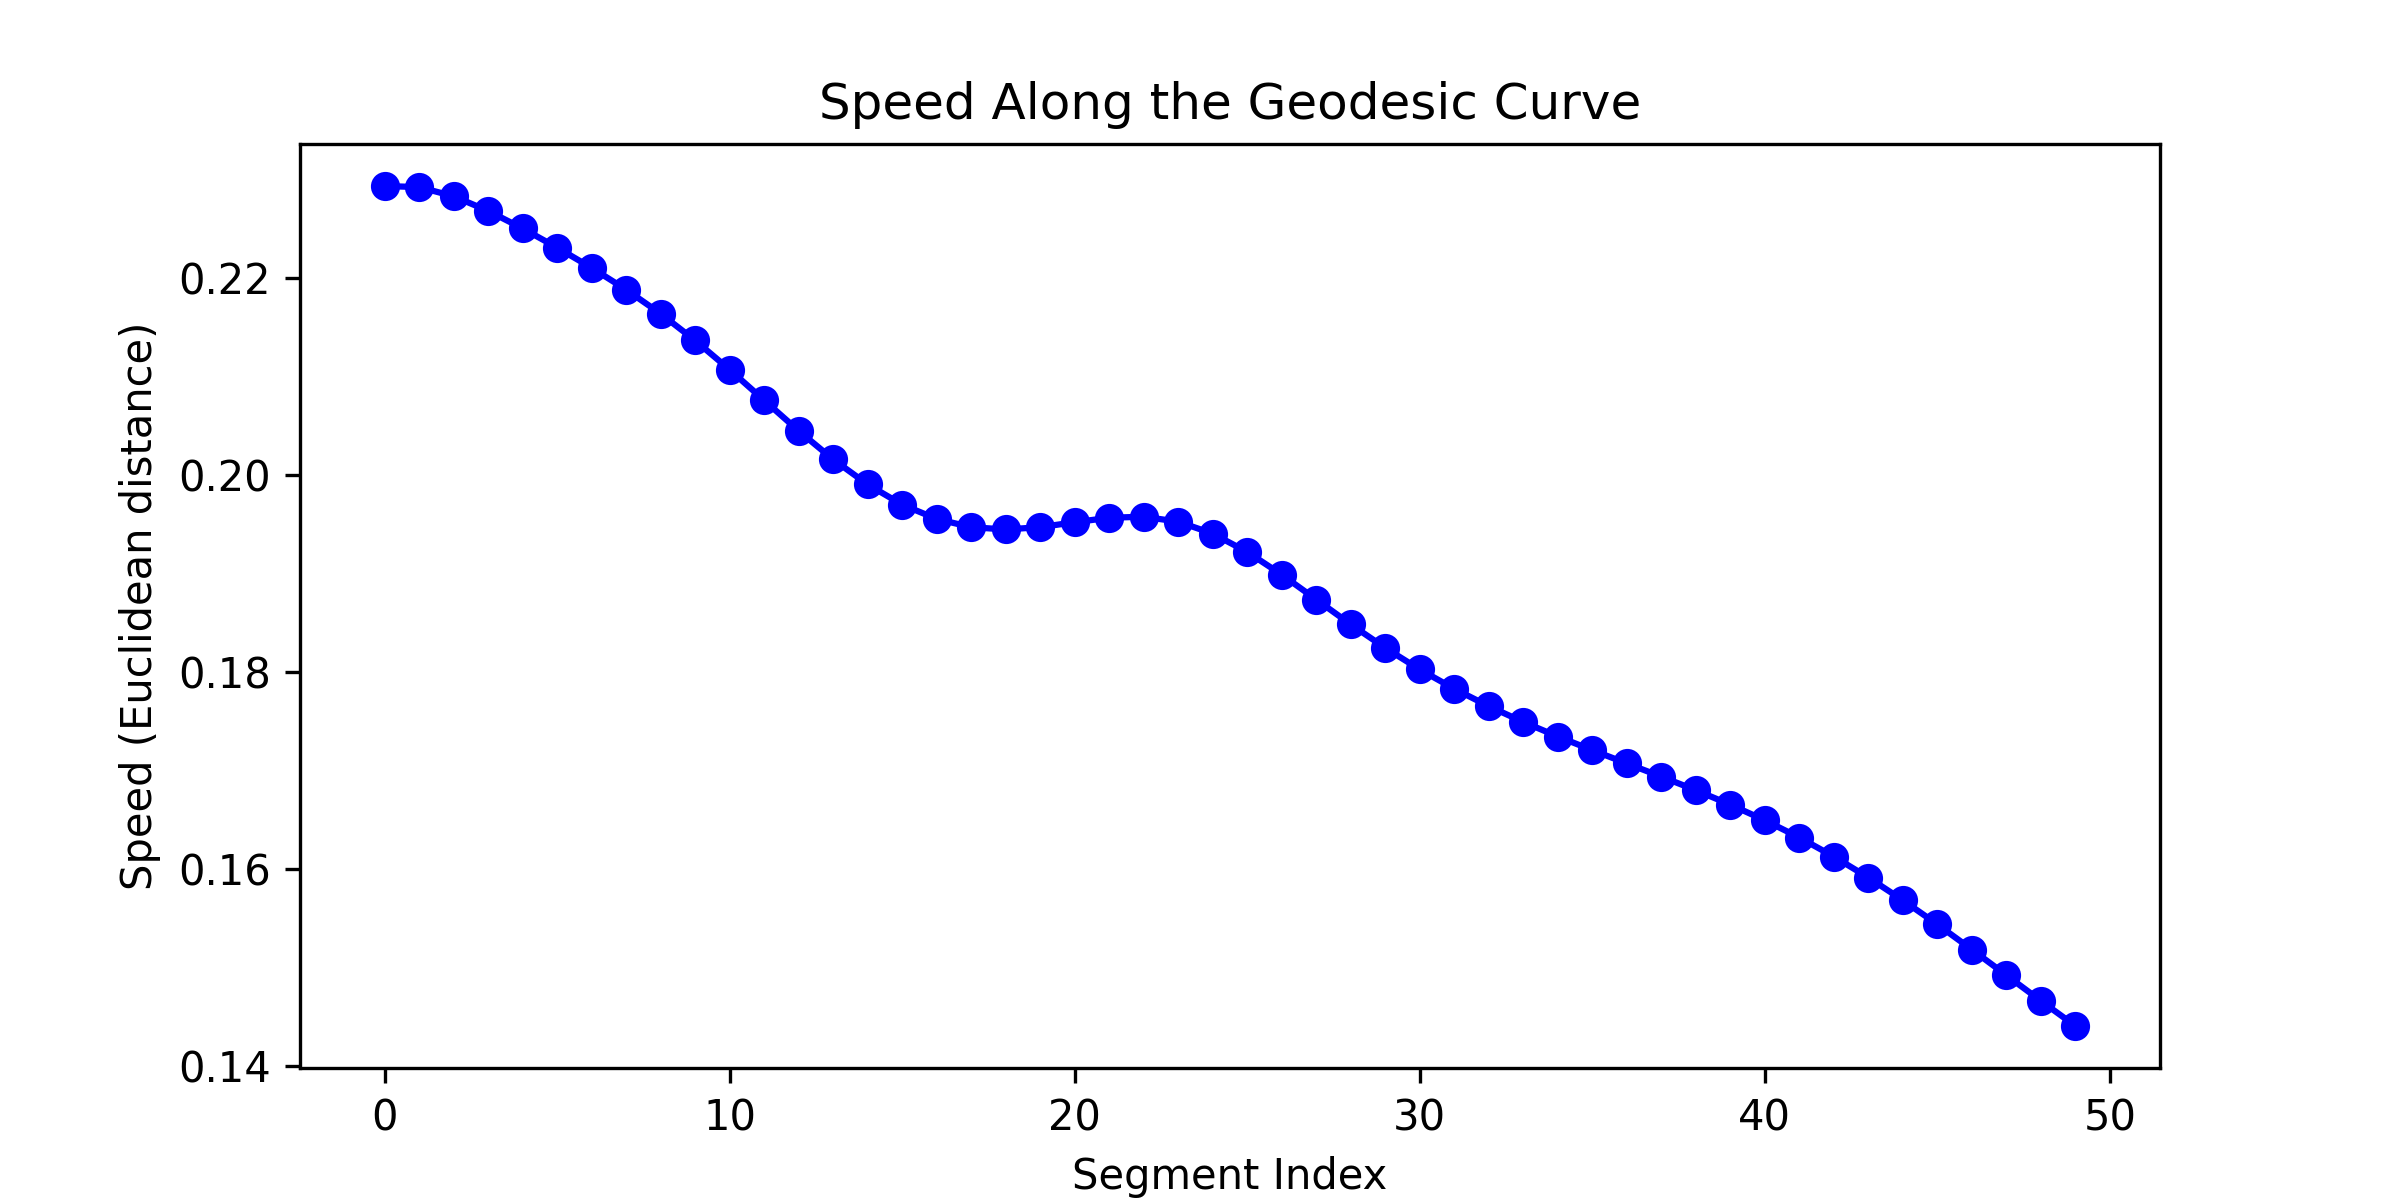 Speed Along the Geodesic Curve
Speed (Euclidean distance)
0.22
0.20
0.18
0.16
0.14
0 10 20 30 40 50
Segment Index